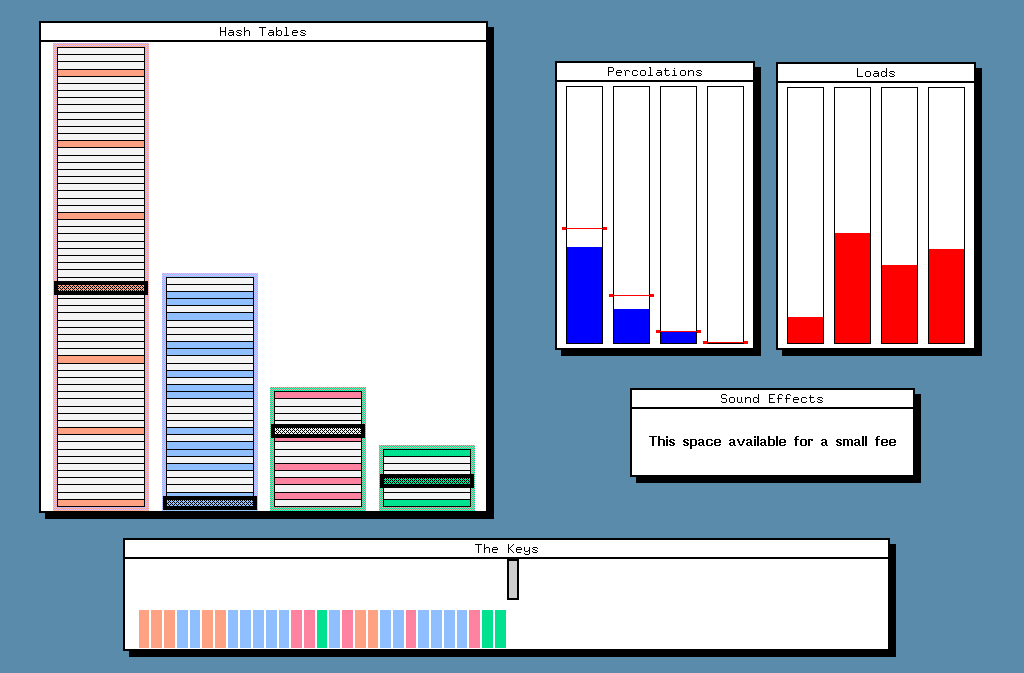 Hash Tables
Percolations
Loads
Sound Effects
This space available for a small fee
The Keys